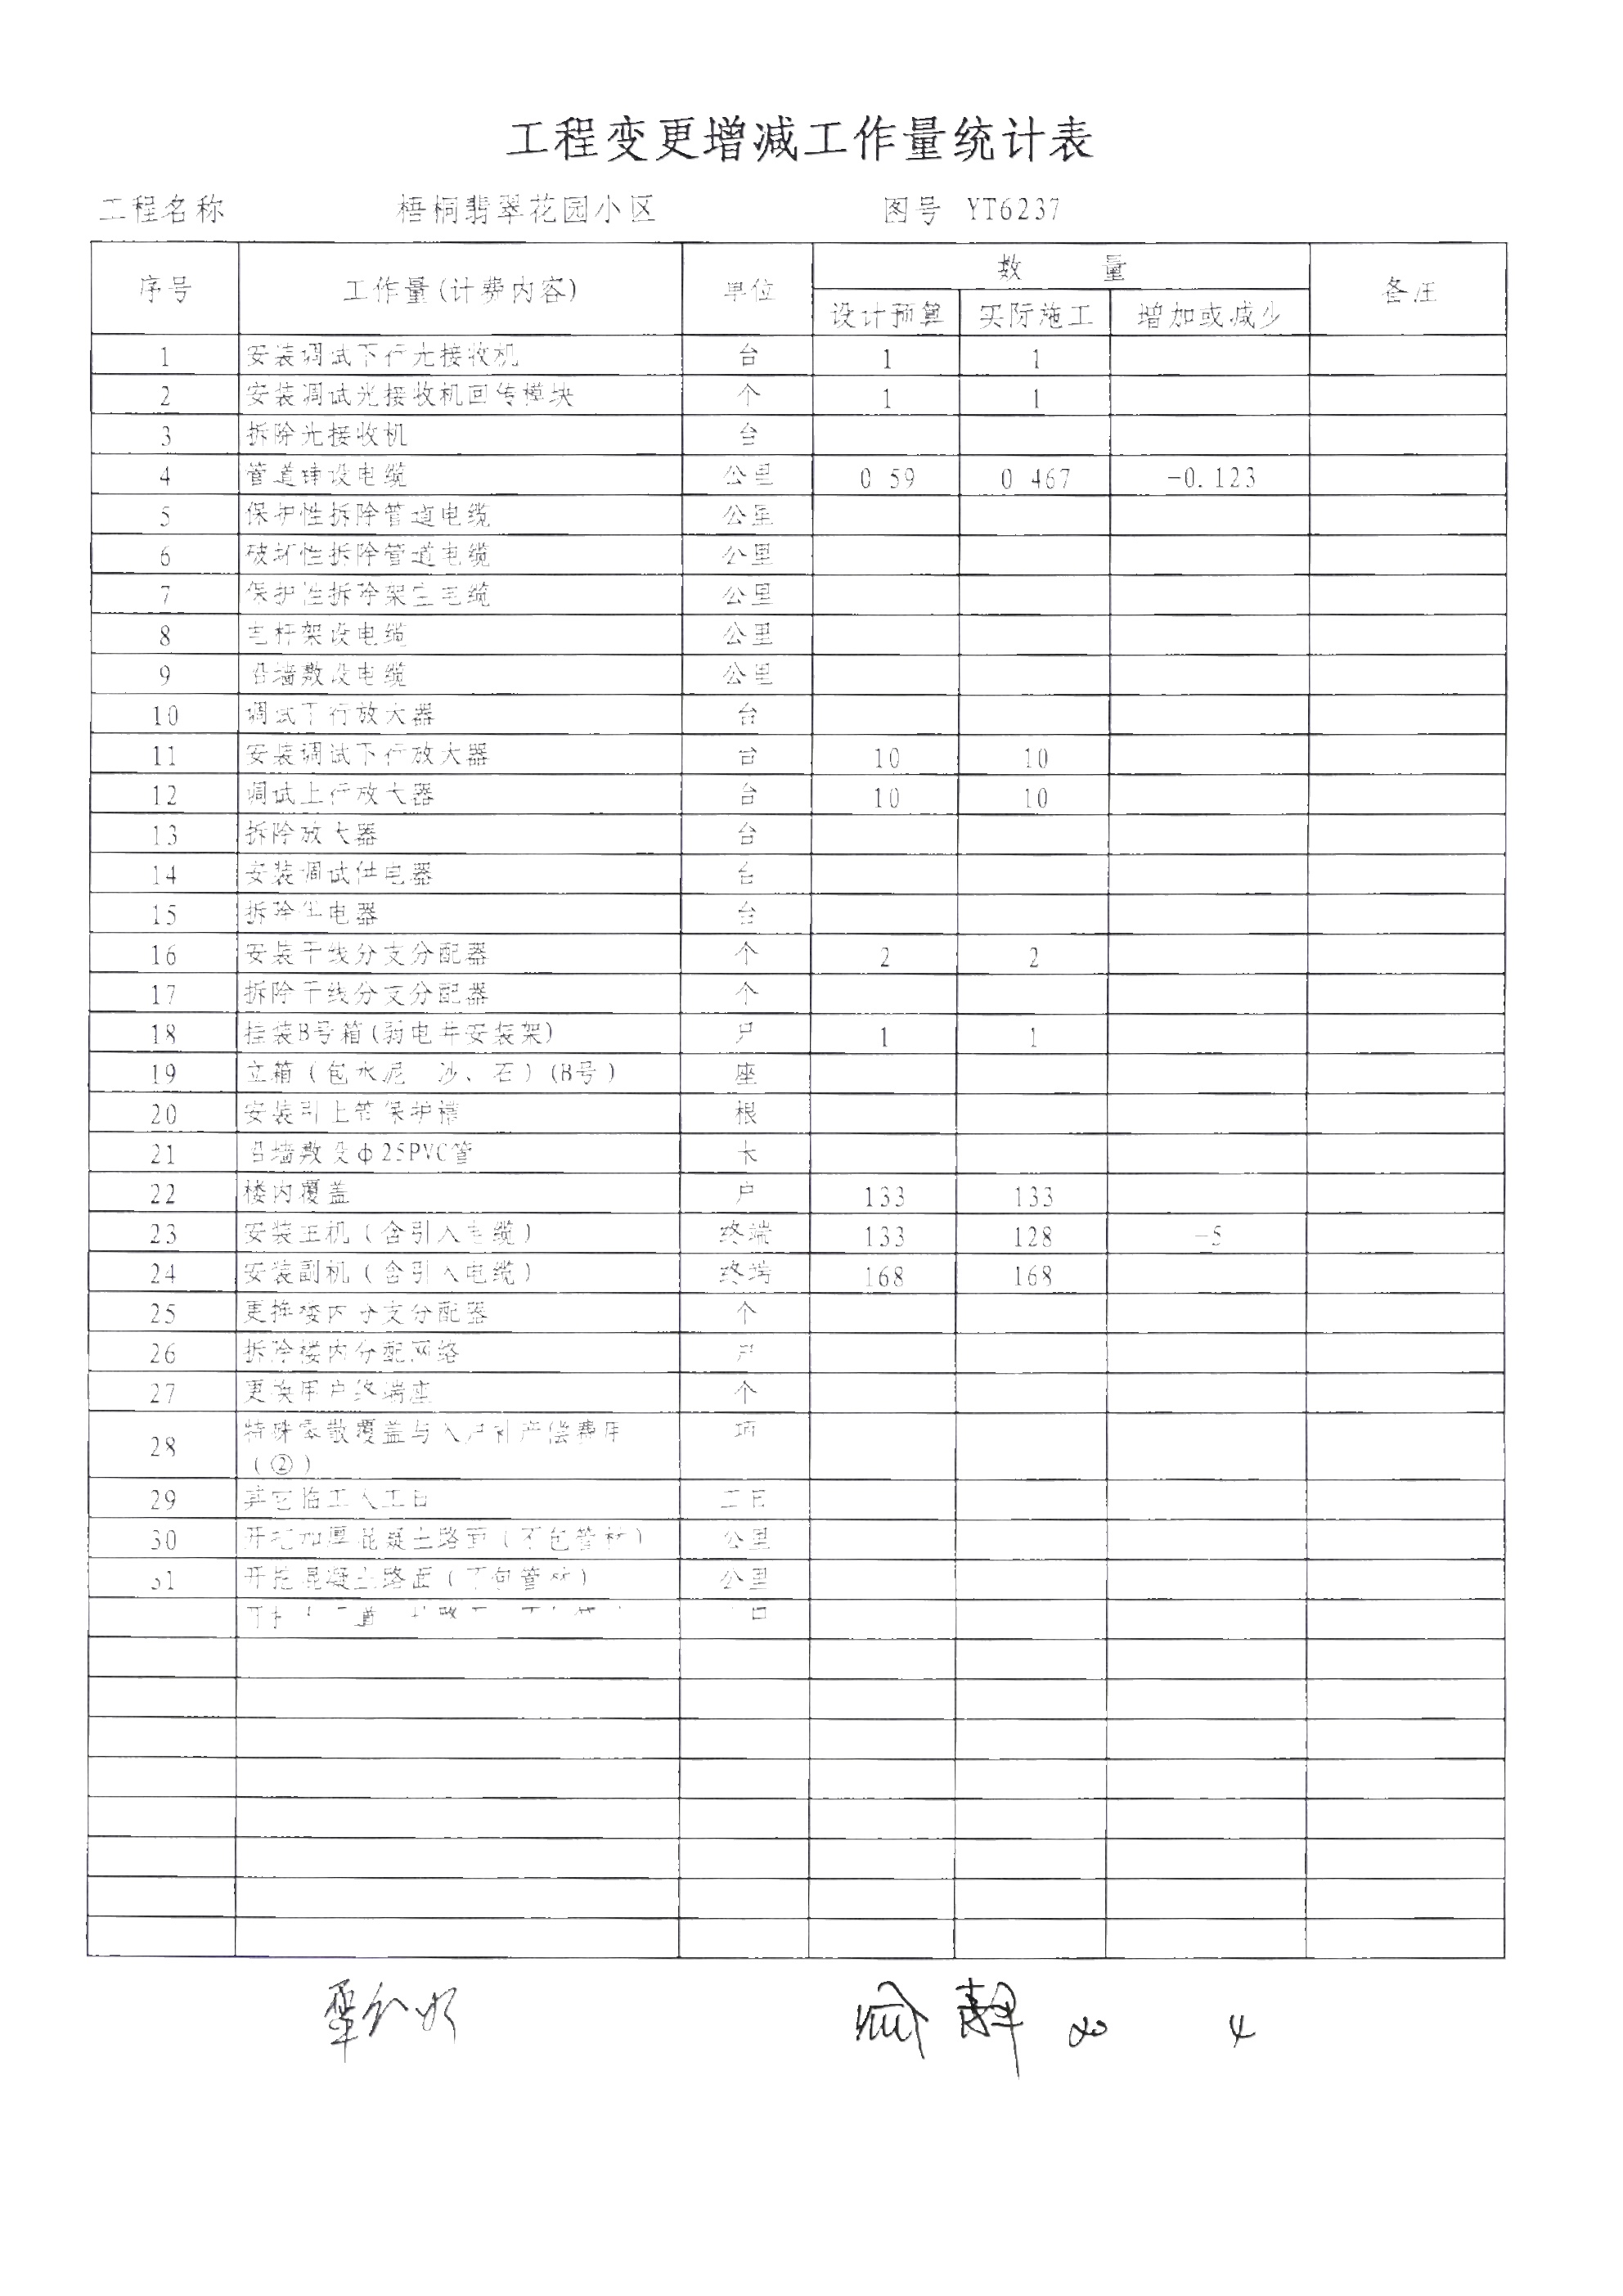 工程变更增减工作量统计表
工程名称 梧桐翡翠花园小区 图号 YT6237
序号 工作量(计费内容) 单位 数 量 备注
设计预算 实际施工 增加或减少
1 安装调试下行光接收机 台 1 1
2 安装调试光接收机回传模块 个 1 1
3 拆除光接收机 台
4 管道铺设电缆 公里 0 59 0 467 -0.123
5 保护性拆除管道电缆 公里
6 破坏性拆除管道电缆 公里
7 保护性拆除架空电缆 公里
8 电杆架设电缆 公里
9 沿墙敷设电缆 公里
10 调试下行放大器 台
11 安装调试下行放大器 台 10 10
12 调试上行放大器 台 10 10
13 拆除放大器 台
14 安装调试供电器 台
15 拆除供电器 台
16 安装干线分支分配器 个 2 2
17 拆除干线分支分配器 个
18 挂装B号箱(弱电井安装架) 户 1 1
19 立箱（包水泥 沙、石）(B号) 座
20 安装引上管保护槽 根
21 沿墙敷设φ25PVC管 米
22 楼内覆盖 户 133 133
23 安装主机（含引入电缆） 终端 133 128 -5
24 安装副机（含引入电缆） 终端 168 168
25 更换楼内分支分配器 个
26 拆除楼内分配网络 户
27 更换用户终端座 个
28 特殊零散覆盖与入户补偿费用 项
（②）
29 其它临工人工日 工日
30 开挖加厚混凝土路面（不包管材） 公里
31 开挖混凝土路面（不包管材） 公里